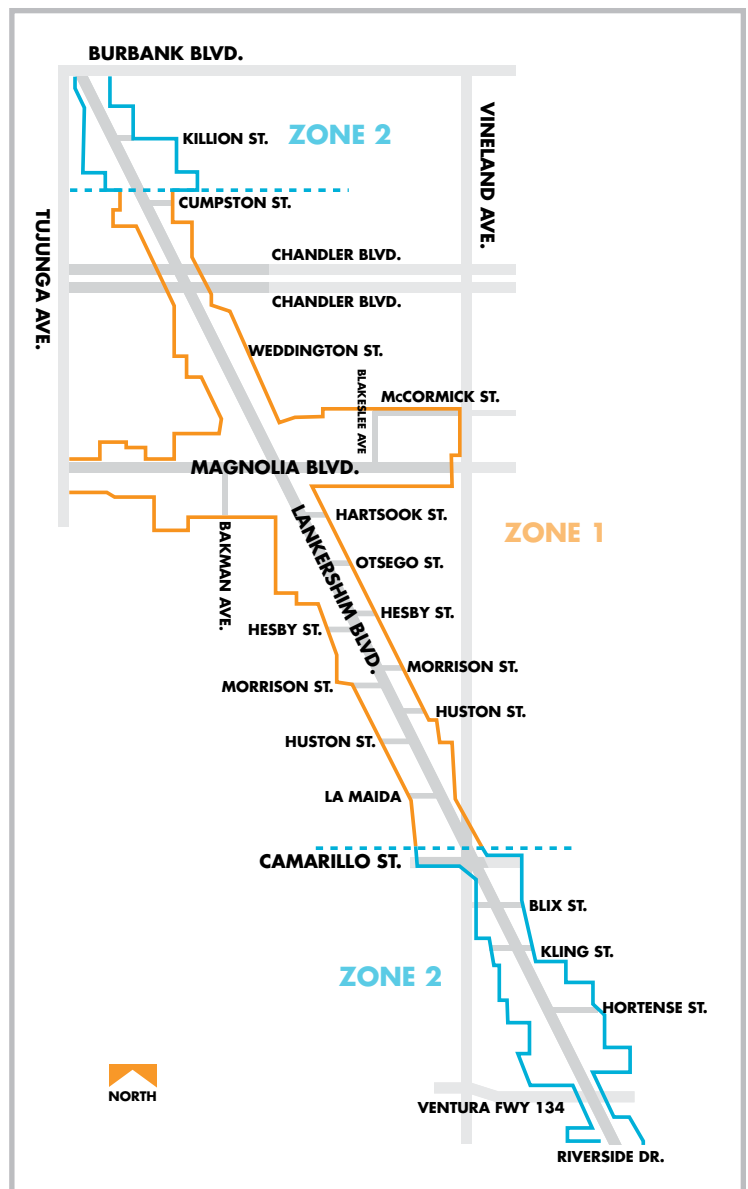 BURBANK BLVD.
ZONE 2
KILLION ST.
VINELAND AVE.
CUMPSTON ST.
TUJUNGA AVE.
CHANDLER BLVD.
CHANDLER BLVD.
WEDDINGTON ST.
BLAKESLEE AVE
McCORMICK ST.
MAGNOLIA BLVD.
LANKERSHIM BLVD.
HARTSOOK ST.
ZONE 1
BAKMAN AVE.
OTSEGO ST.
HESBY ST.
HESBY ST.
MORRISON ST.
MORRISON ST.
HUSTON ST.
HUSTON ST.
LA MAIDA
CAMARILLO ST.
BLIX ST.
KLING ST.
ZONE 2
HORTENSE ST.
NORTH
VENTURA FWY 134
RIVERSIDE DR.